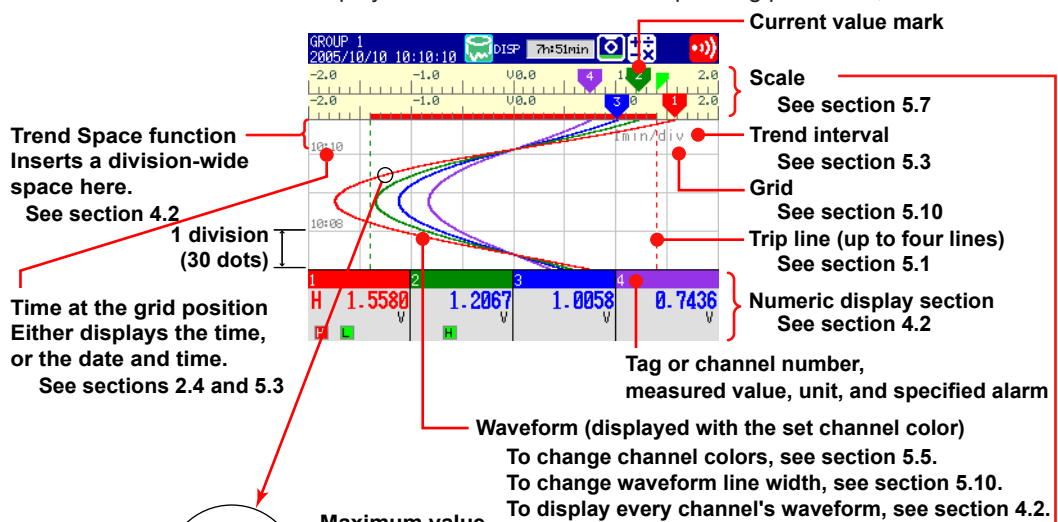 Current value mark
GROUP 1
2005/10/10 10:10:10
DISP
7h:51min
-2.0 -1.0 V0.0 2.0
4
2
-2.0 -1.0 V0.0 2.0
3
1
Scale
See section 5.7
1min/div
Trend interval
See section 5.3
Trend Space function
Inserts a division-wide
space here.
See section 4.2
10:10
Grid
See section 5.10
10:08
1 division
(30 dots)
Trip line (up to four lines)
See section 5.1
1 2 3 4
H 1.5580 1.2067 1.0058 0.7436
V V V V
H L H
Numeric display section
See section 4.2
Time at the grid position
Either displays the time,
or the date and time.
See sections 2.4 and 5.3
Tag or channel number,
measured value, unit, and specified alarm
Waveform (displayed with the set channel color)
To change channel colors, see section 5.5.
To change waveform line width, see section 5.10.
To display every channel's waveform, see section 4.2.
Maximum value